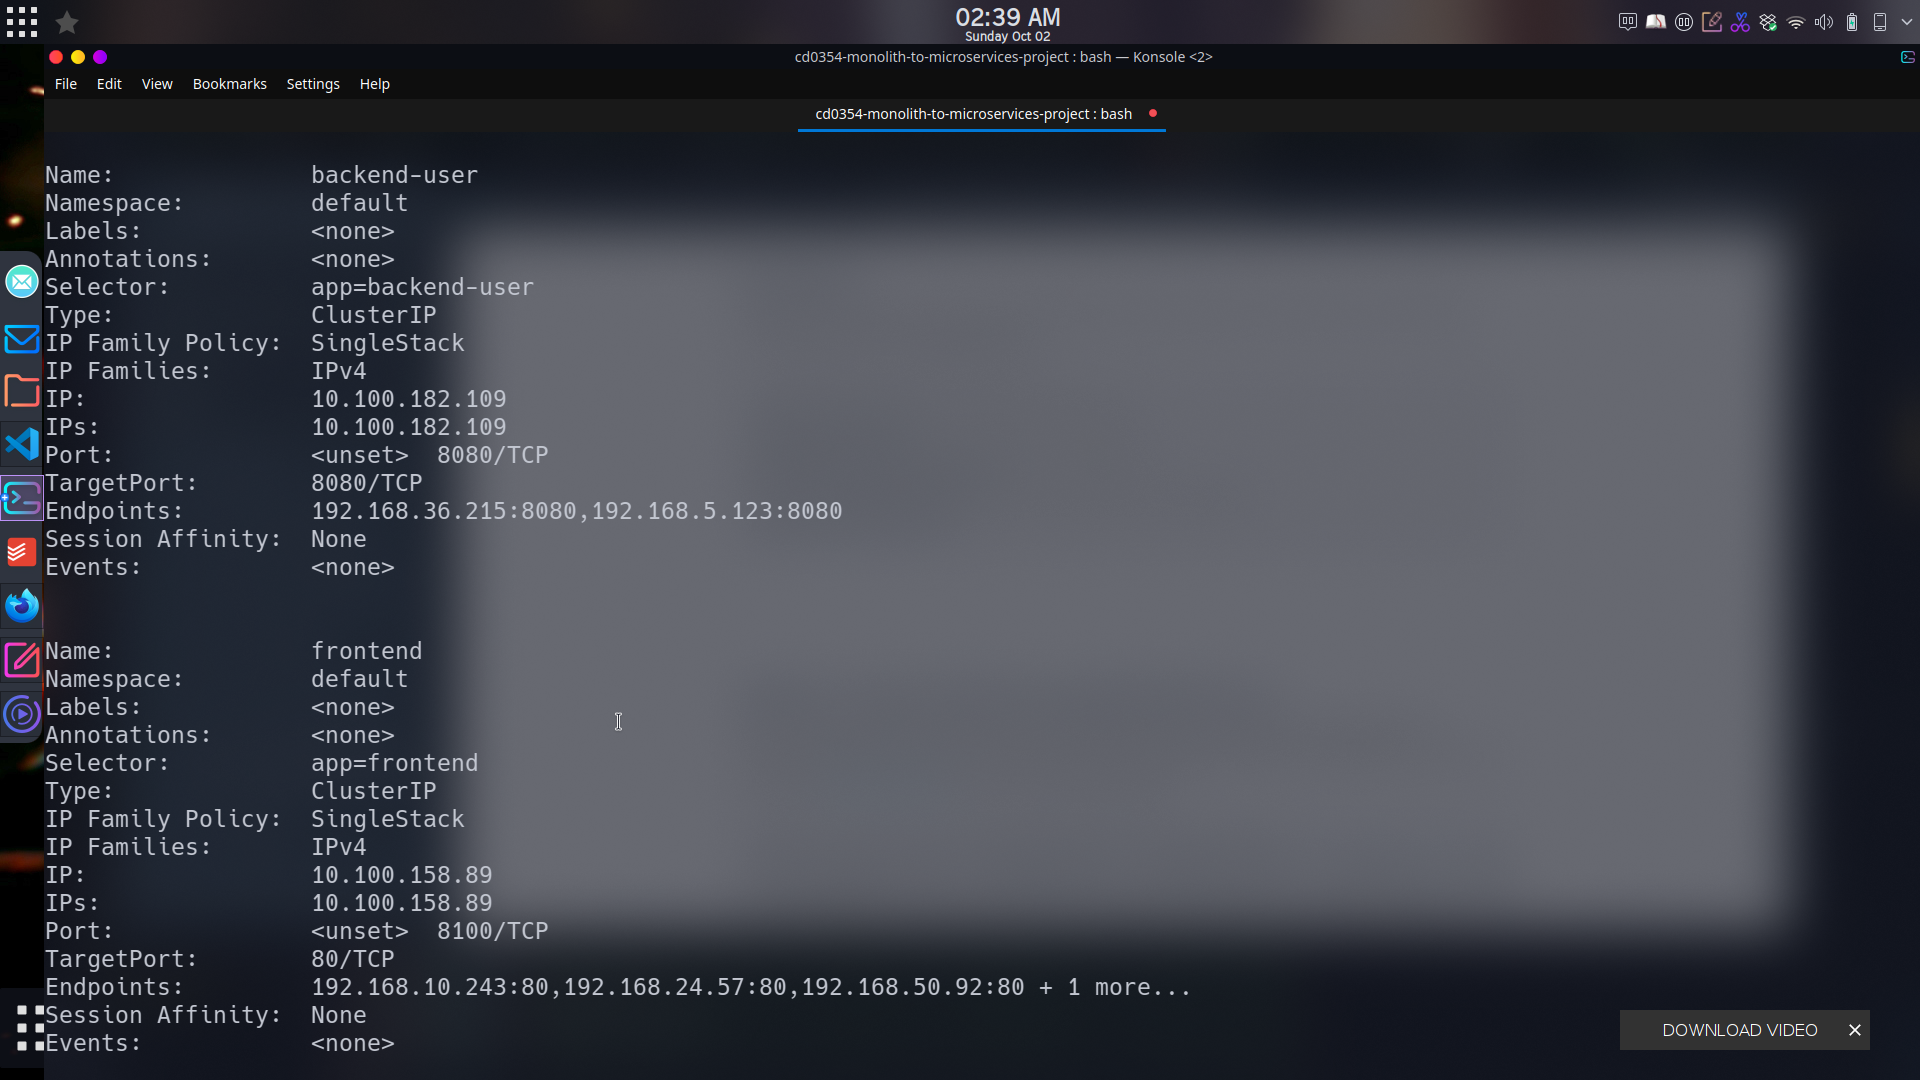 02:39 AM
Sunday Oct 02
cd0354-monolith-to-microservices-project : bash — Konsole <2>
File Edit View Bookmarks Settings Help
cd0354-monolith-to-microservices-project : bash
Name: backend-user
Namespace: default
Labels: <none>
Annotations: <none>
Selector: app=backend-user
Type: ClusterIP
IP Family Policy: SingleStack
IP Families: IPv4
IP: 10.100.182.109
IPs: 10.100.182.109
Port: <unset> 8080/TCP
TargetPort: 8080/TCP
Endpoints: 192.168.36.215:8080,192.168.5.123:8080
Session Affinity: None
Events: <none>
Name: frontend
Namespace: default
Labels: <none>
Annotations: <none>
Selector: app=frontend
Type: ClusterIP
IP Family Policy: SingleStack
IP Families: IPv4
IP: 10.100.158.89
IPs: 10.100.158.89
Port: <unset> 8100/TCP
TargetPort: 80/TCP
Endpoints: 192.168.10.243:80,192.168.24.57:80,192.168.50.92:80 + 1 more...
Session Affinity: None
Events: <none>
DOWNLOAD VIDEO